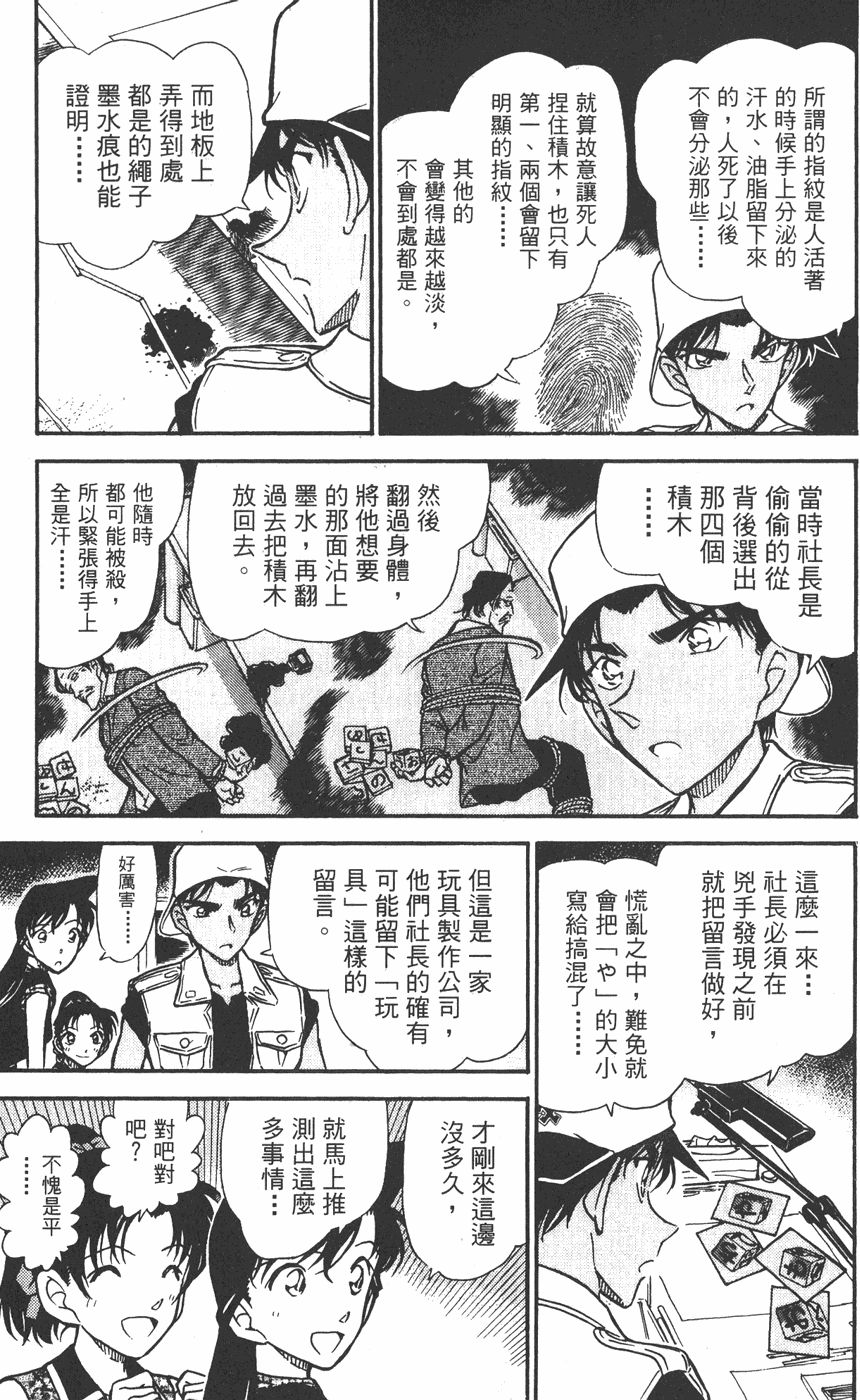 所謂的指紋是人活著
的時候手上分泌的
汗水、油脂留下來
的，人死了以後
不會分泌那些……
就算故意讓死人
捏住積木，也只有
第一、兩個會留下
明顯的指紋……
其他的
會變得越來越淡，
不會到處都是。
而地板上
弄得到處
都是的繩子
墨水痕也能
證明……
當時社長是
偷偷的從
背後選出
那四個
積木
……
然後
翻過身體，
將他想要
的那面沾上
墨水，再翻
過去把積木
放回去。
他隨時
都可能被殺，
所以緊張得手上
全是汗……
這麼一來…
社長必須在
兇手發現之前
就把留言做好，
慌亂之中，難免就
會把「や」的大小
寫給搞混了……
但這是一家
玩具製作公司，
他們社長的確有
可能留下「玩
具」這樣的
留言。
好厲害……
才剛來這邊
沒多久，
就馬上推
測出這麼
多事情…
對吧對
吧？
不愧是平
……